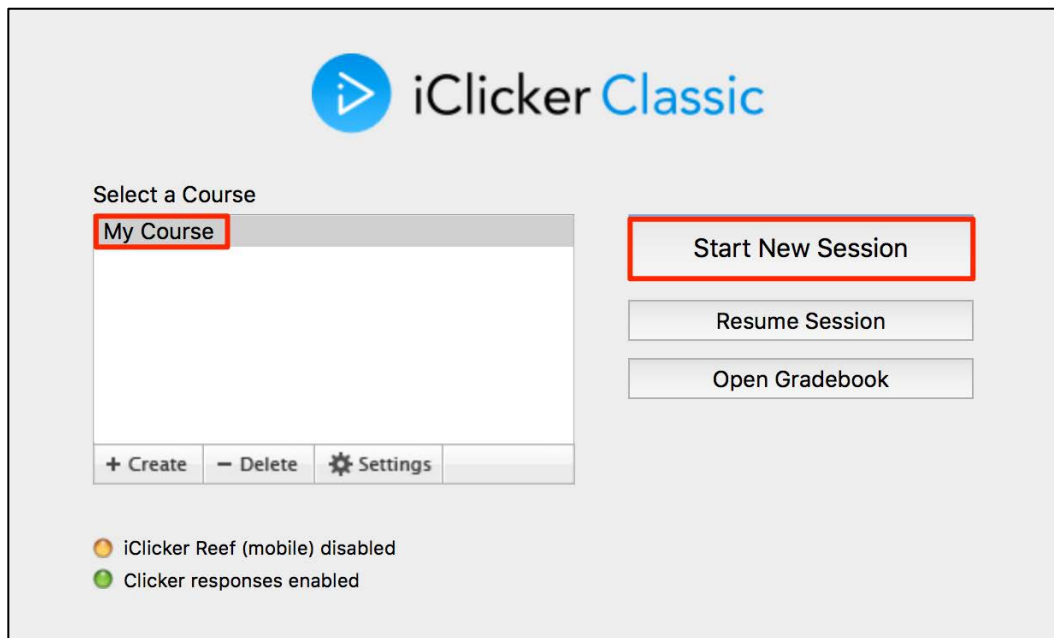 iClicker Classic
Select a Course
My Course
Start New Session
Resume Session
Open Gradebook
+ Create − Delete Settings
iClicker Reef (mobile) disabled
Clicker responses enabled